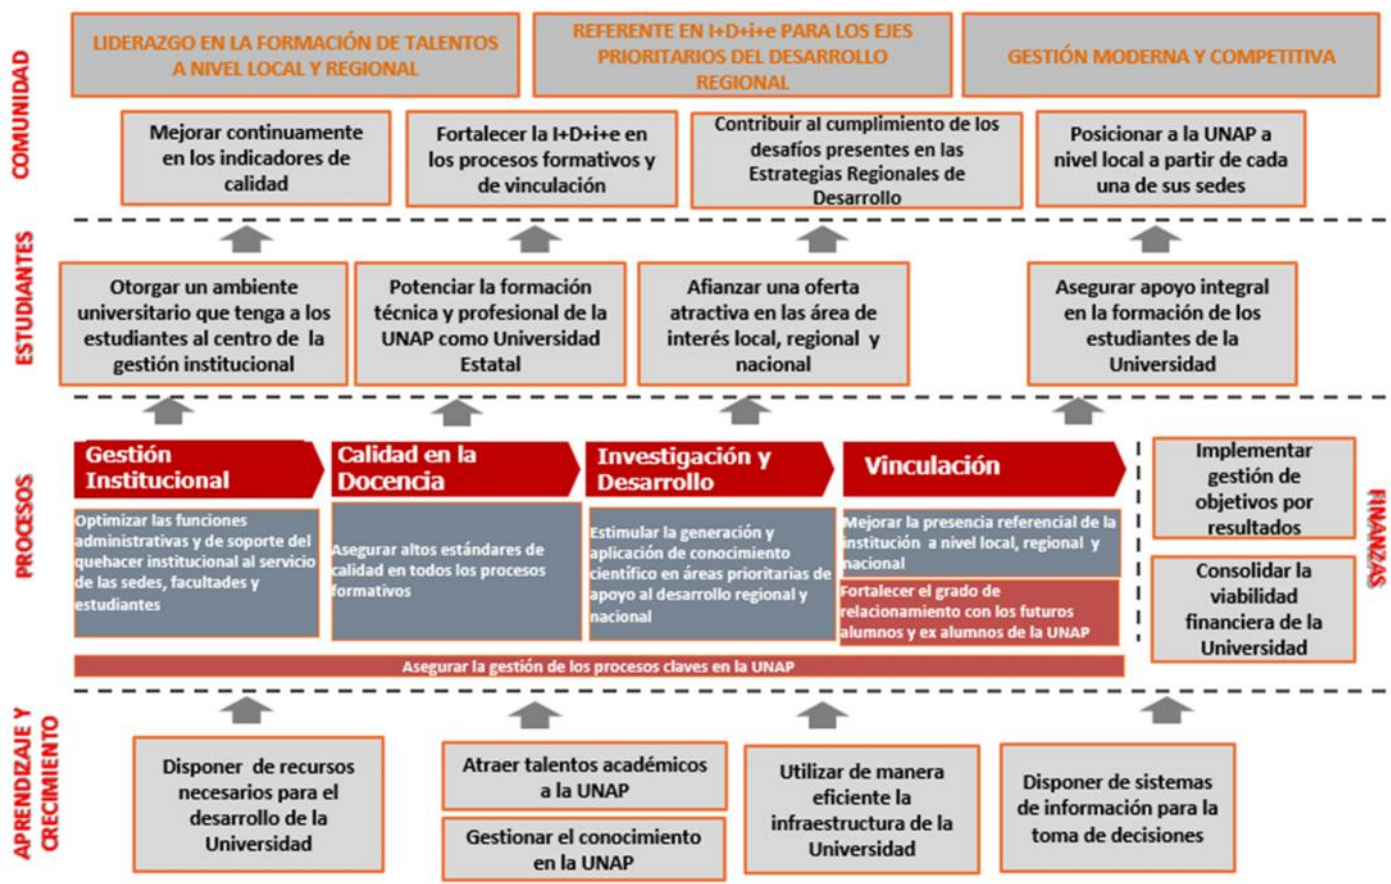 COMUNIDAD
LIDERAZGO EN LA FORMACIÓN DE TALENTOS
A NIVEL LOCAL Y REGIONAL
REFERENTE EN I+D+i+e PARA LOS EJES
PRIORITARIOS DEL DESARROLLO
REGIONAL
GESTIÓN MODERNA Y COMPETITIVA
Mejorar continuamente
en los indicadores de
calidad
Fortalecer la I+D+i+e en
los procesos formativos y
de vinculación
Contribuir al cumplimiento de los
desafíos presentes en las
Estrategias Regionales de
Desarrollo
Posicionar a la UNAP a
nivel local a partir de cada
una de sus sedes
ESTUDIANTES
Otorgar un ambiente
universitario que tenga a los
estudiantes al centro de la
gestión institucional
Potenciar la formación
técnica y profesional de la
UNAP como Universidad
Estatal
Afianzar una oferta
atractiva en las área de
interés local, regional y
nacional
Asegurar apoyo integral
en la formación de los
estudiantes de la
Universidad
PROCESOS
Gestión
Institucional
Optimizar las funciones
administrativas y de soporte del
quehacer institucional al servicio
de las sedes, facultades y
estudiantes
Calidad en la
Docencia
Asegurar altos estándares de
calidad en todos los procesos
formativos
Investigación y
Desarrollo
Estimular la generación y
aplicación de conocimiento
científico en áreas prioritarias de
apoyo al desarrollo regional y
nacional
Vinculación
Mejorar la presencia referencial de la
institución a nivel local, regional y
nacional
Fortalecer el grado de
relacionamiento con los futuros
alumnos y ex alumnos de la UNAP
Asegurar la gestión de los procesos claves en la UNAP
Implementar
gestión de
objetivos por
resultados
Consolidar la
viabilidad
financiera de la
Universidad
FINANZAS
APRENDIZAJE Y
CRECIMIENTO
Disponer de recursos
necesarios para el
desarrollo de la
Universidad
Atraer talentos académicos
a la UNAP
Gestionar el conocimiento
en la UNAP
Utilizar de manera
eficiente la
infraestructura de la
Universidad
Disponer de sistemas
de información para la
toma de decisiones